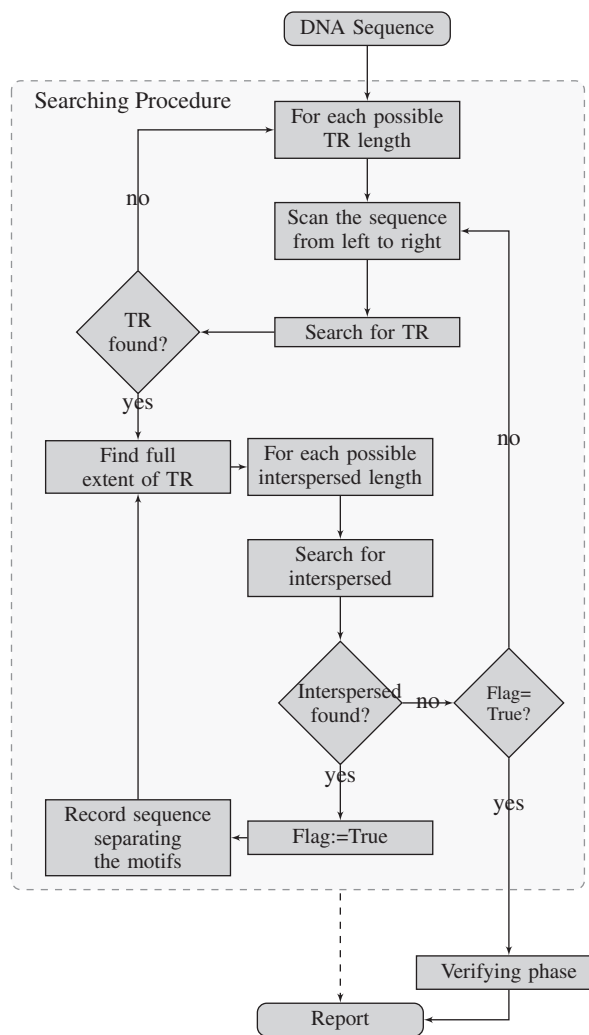 DNA Sequence
Searching Procedure
For each possible
TR length
no
Scan the sequence
from left to right
TR
found?
Search for TR
yes
no
Find full
extent of TR
For each possible
interspersed length
Search for
interspersed
Interspersed
found?
no
Flag=
True?
yes
yes
Record sequence
separating
the motifs
Flag:=True
Verifying phase
Report